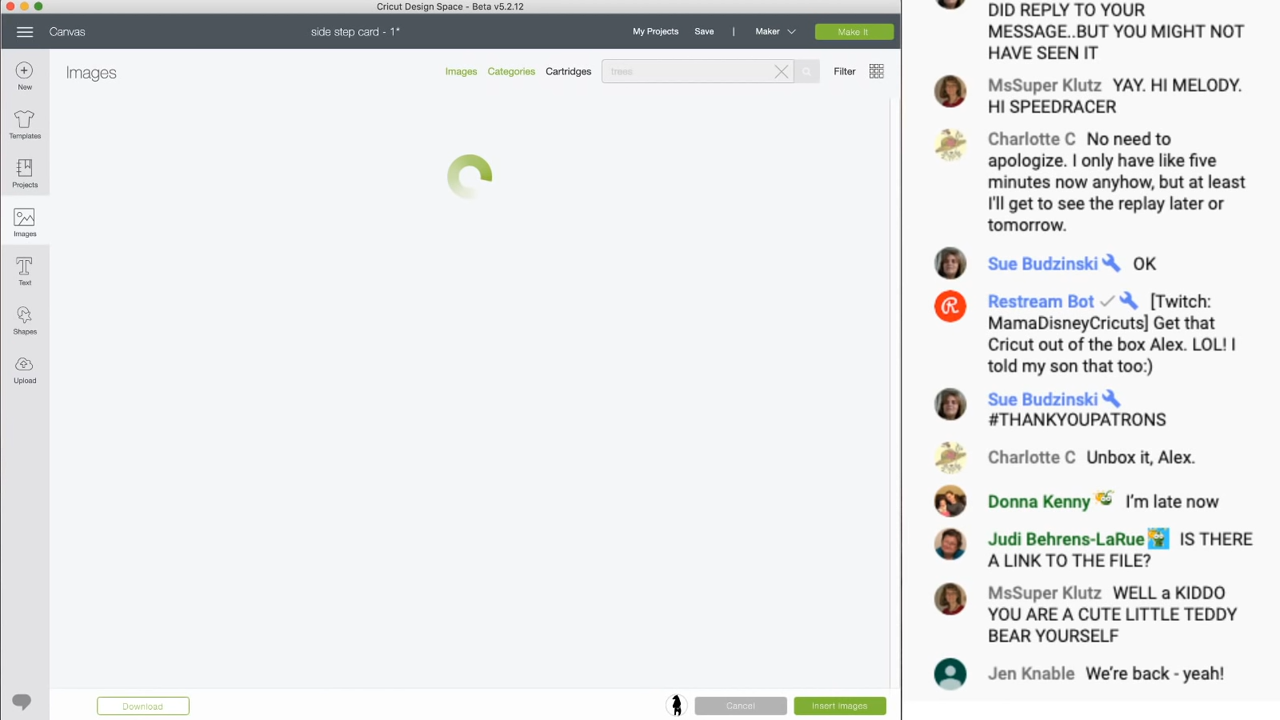 Cricut Design Space - Beta v5.2.12
Canvas
side step card - 1*
My Projects
Save
|
Maker
Make It
New
Templates
Projects
Images
Text
Shapes
Upload
Images
Images
Categories
Cartridges
trees
Filter
Download
Cancel
Insert Images
DID REPLY TO YOUR
MESSAGE..BUT YOU MIGHT NOT
HAVE SEEN IT
MsSuper Klutz YAY. HI MELODY.
HI SPEEDRACER
Charlotte C No need to
apologize. I only have like five
minutes now anyhow, but at least
I'll get to see the replay later or
tomorrow.
Sue Budzinski OK
Restream Bot [Twitch:
MamaDisneyCricuts] Get that
Cricut out of the box Alex. LOL! I
told my son that too:)
Sue Budzinski
#THANKYOUPATRONS
Charlotte C Unbox it, Alex.
Donna Kenny I’m late now
Judi Behrens-LaRue IS THERE
A LINK TO THE FILE?
MsSuper Klutz WELL a KIDDO
YOU ARE A CUTE LITTLE TEDDY
BEAR YOURSELF
Jen Knable We’re back - yeah!